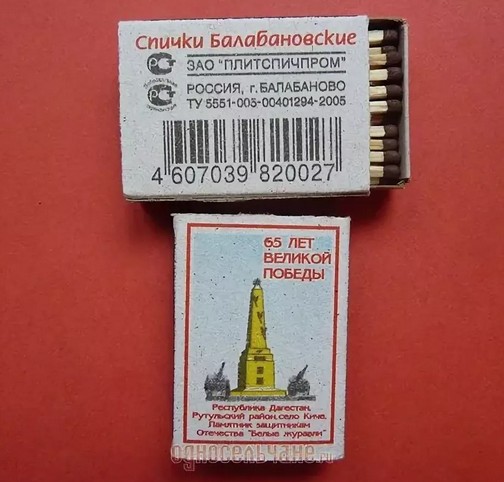 Спички Балабановские
ЗАО "ПЛИТСПИЧПРОМ"
РОССИЯ, г.БАЛАБАНОВО
ТУ 5551-005-00401294-2005
4 607039 820027
65 ЛЕТ
ВЕЛИКОЙ
ПОБЕДЫ
Республика Дагестан,
Рутульский район,село Киче.
Памятник защитникам
Отечества "Белые журавли"
односельчане.ru